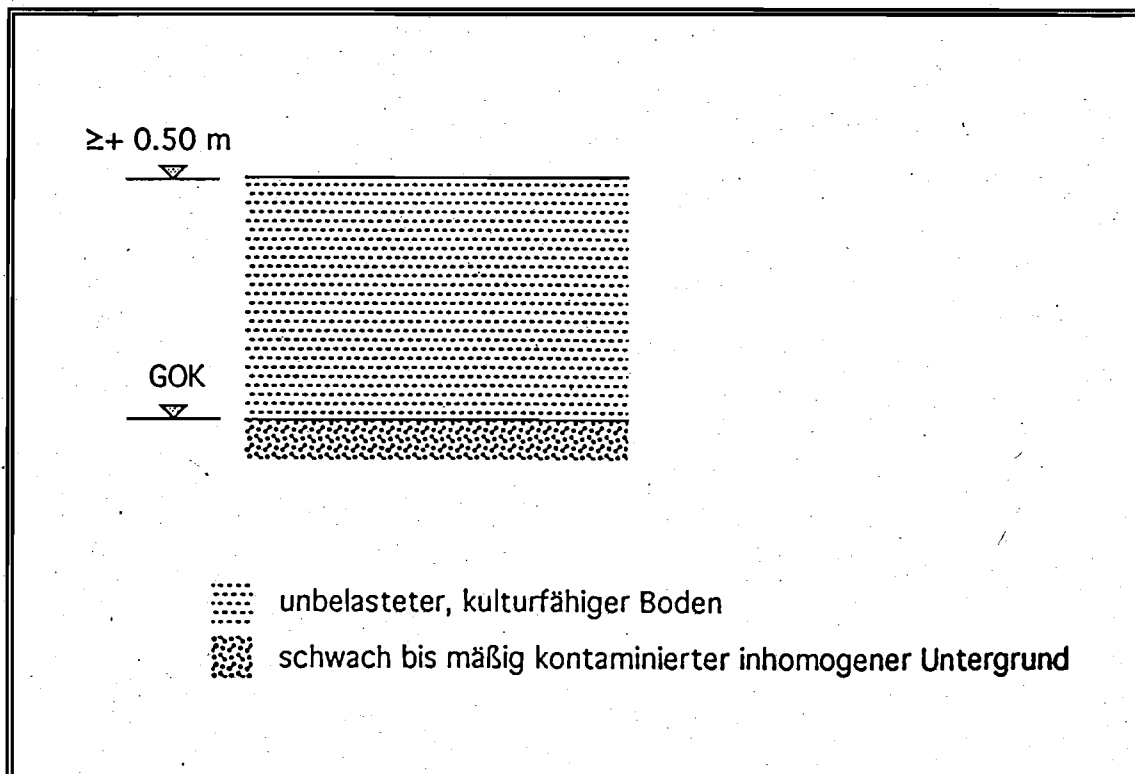 ≥+ 0.50 m
GOK
unbelasteter, kulturfähiger Boden
schwach bis mäßig kontaminierter inhomogener Untergrund